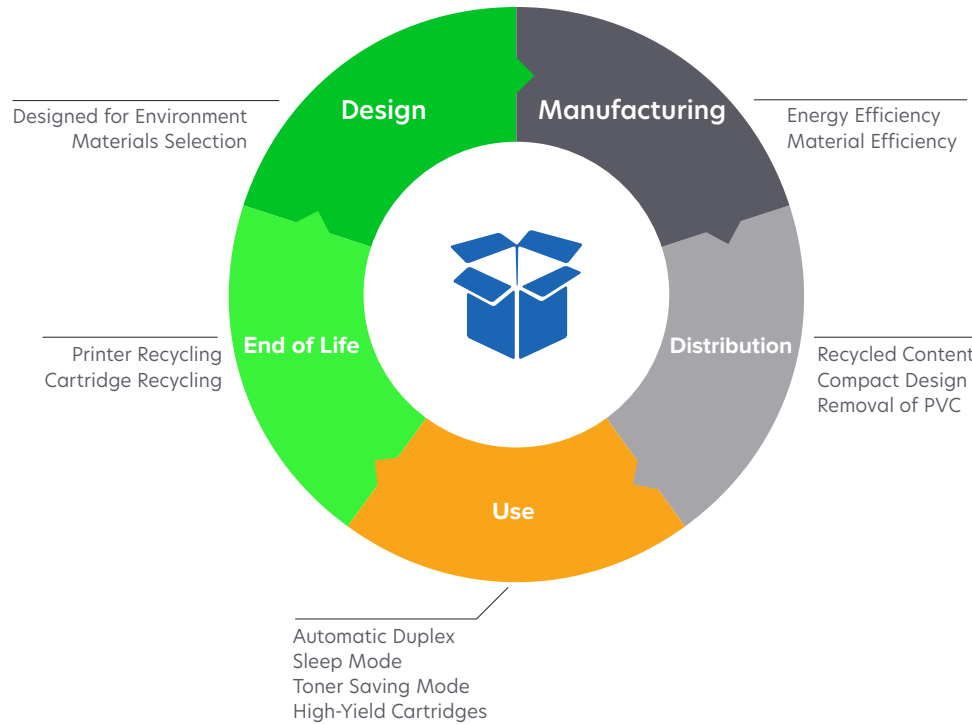 Design
Designed for Environment
Materials Selection
Manufacturing
Energy Efficiency
Material Efficiency
Distribution
Recycled Content
Compact Design
Removal of PVC
Use
Automatic Duplex
Sleep Mode
Toner Saving Mode
High-Yield Cartridges
End of Life
Printer Recycling
Cartridge Recycling